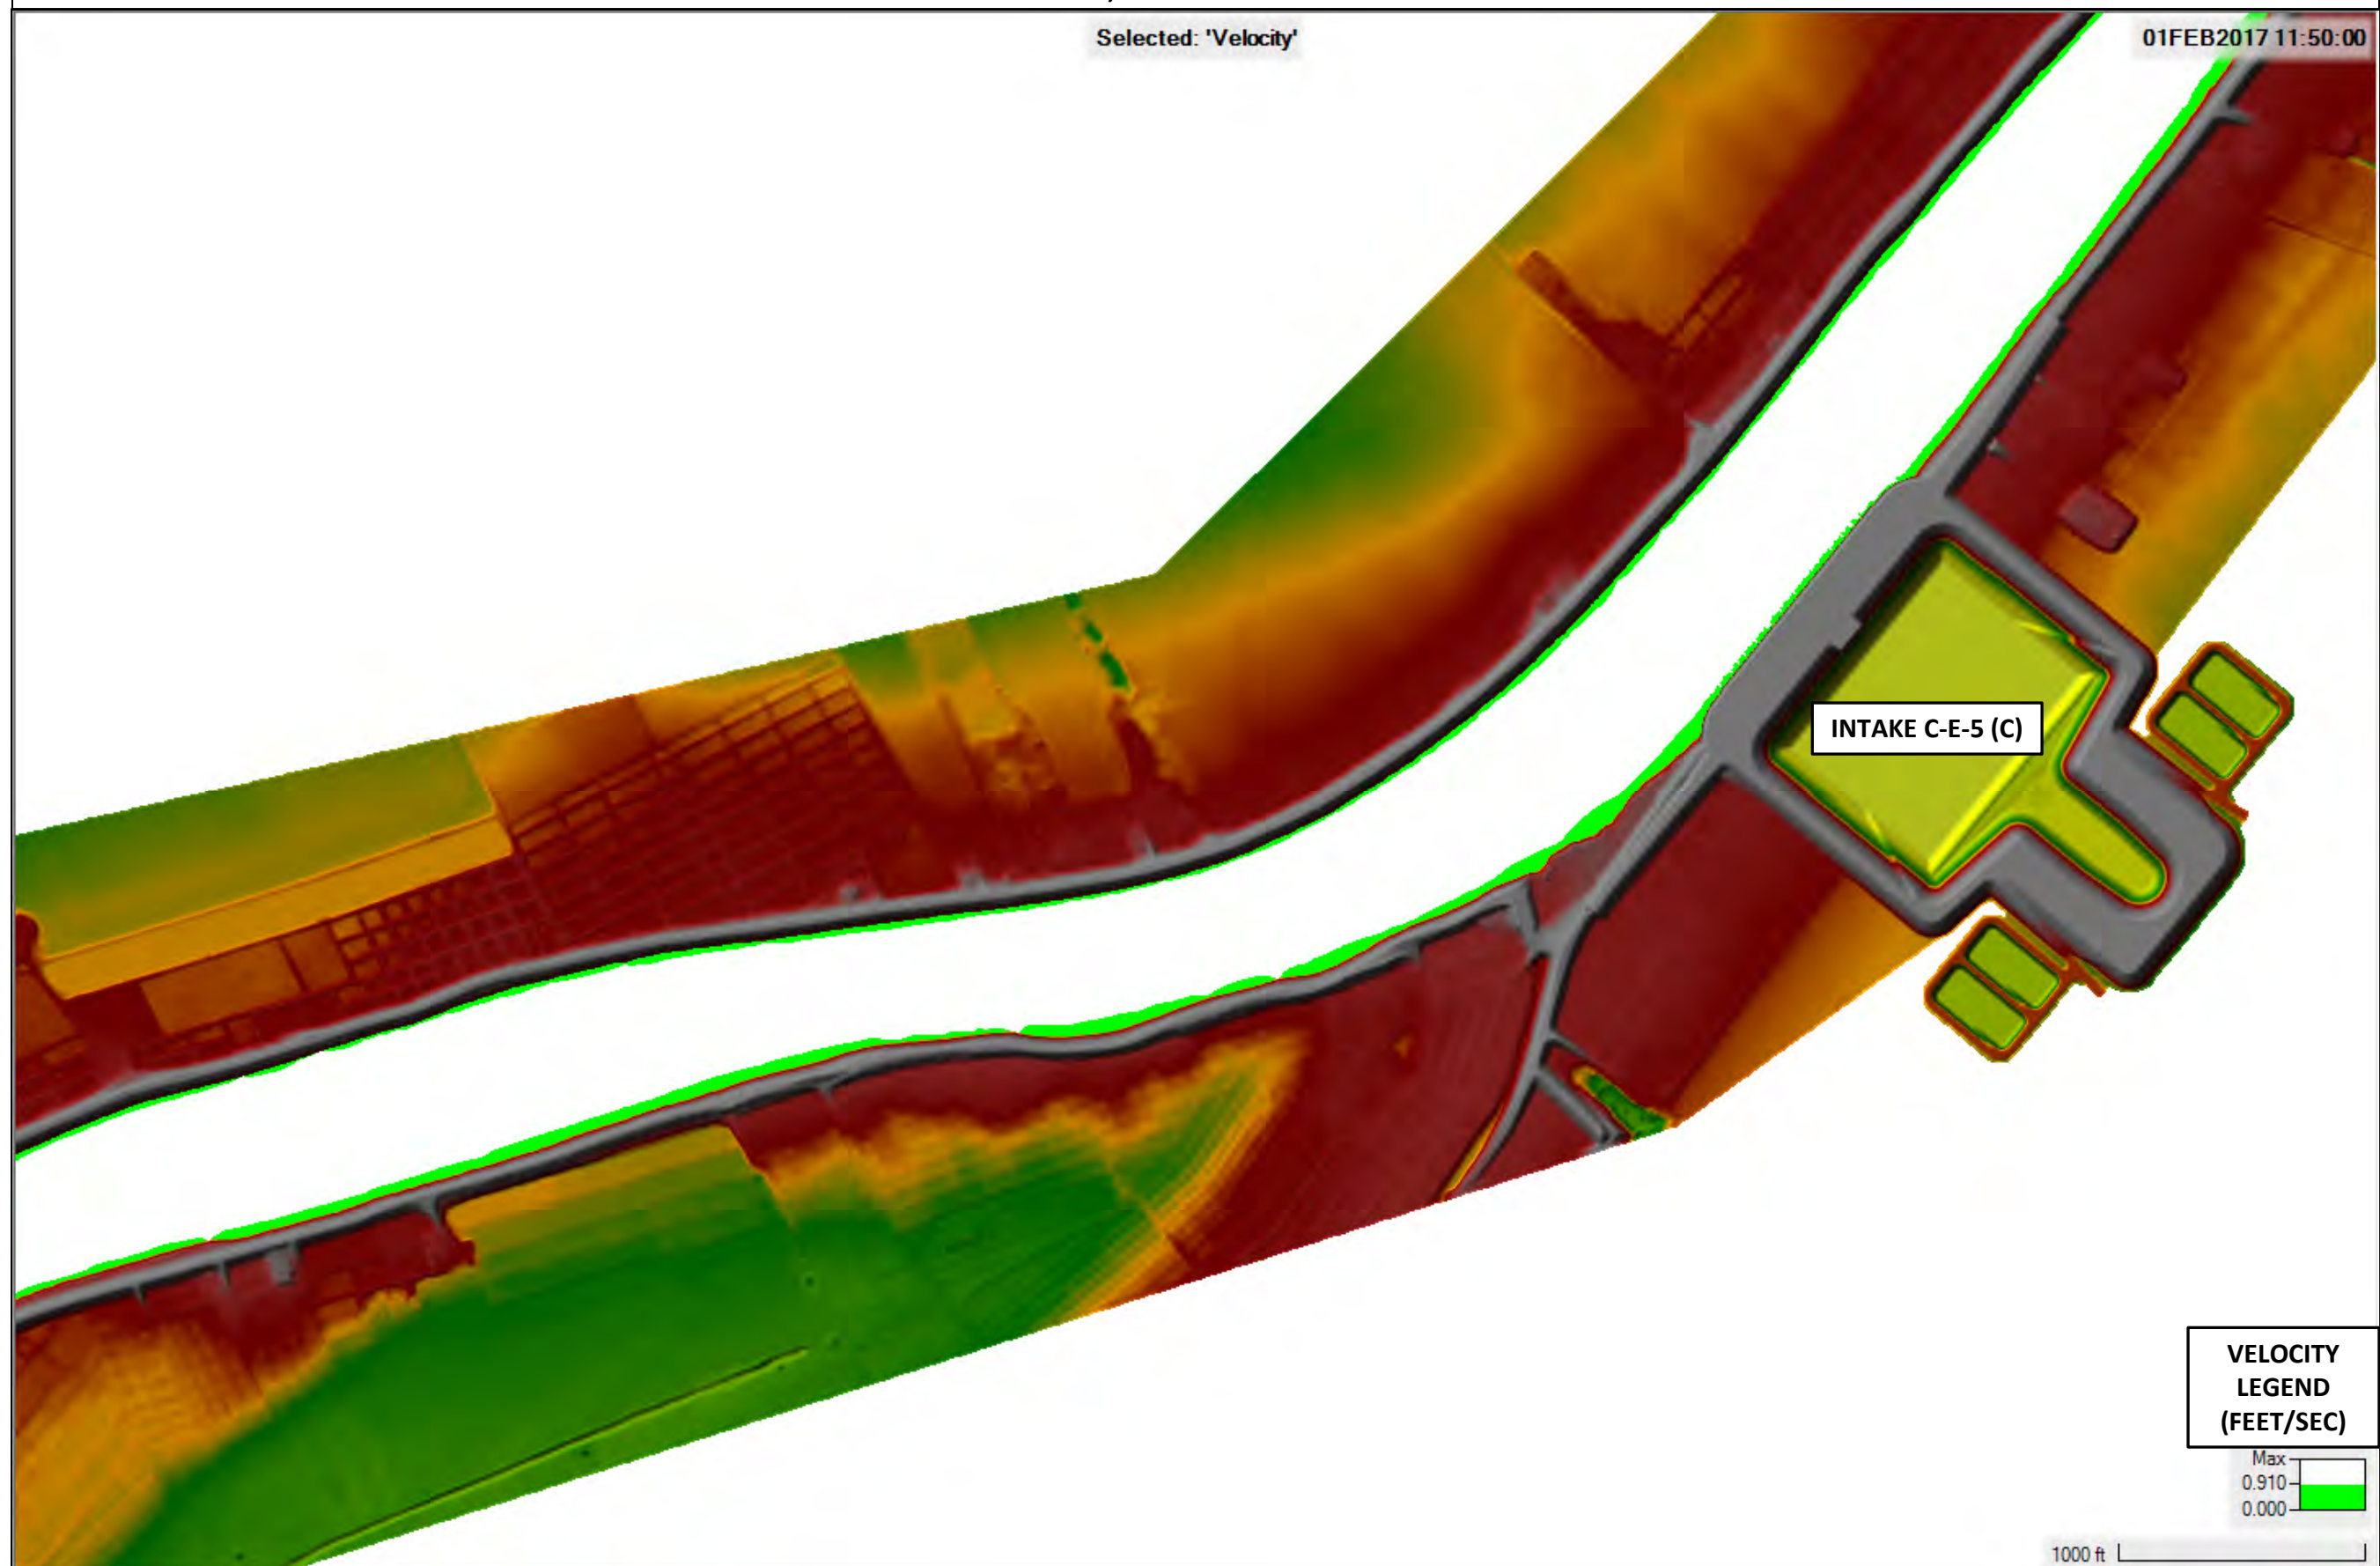 Selected: 'Velocity'
01FEB2017 11:50:00
INTAKE C-E-5 (C)
VELOCITY
LEGEND
(FEET/SEC)
Max
0.910
0.000
1000 ft